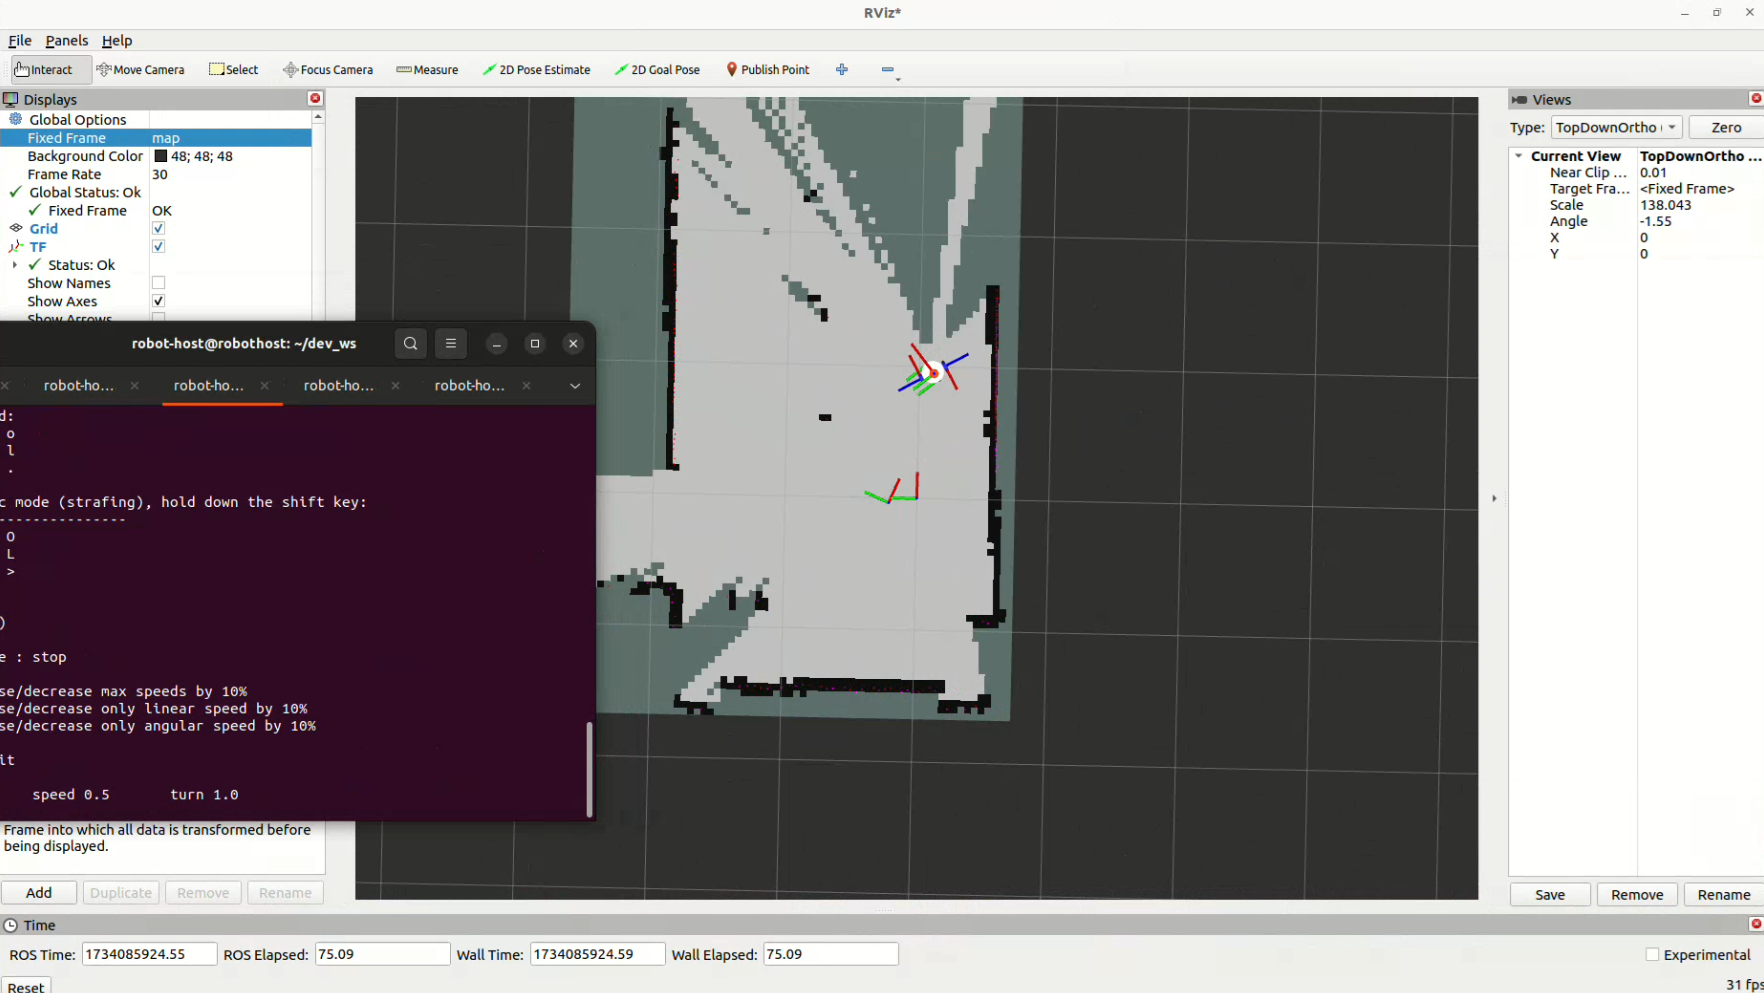 RViz*
File Panels Help
Interact Move Camera Select Focus Camera Measure 2D Pose Estimate 2D Goal Pose Publish Point
Displays
Global Options
Fixed Frame map
Background Color 48; 48; 48
Frame Rate 30
Global Status: Ok
Fixed Frame OK
Grid
TF
Status: Ok
Show Names
Show Axes
Show Arrows
robot-host@robothost: ~/dev_ws
robot-ho... robot-ho... robot-ho... robot-ho...
d:
o
l
.
c mode (strafing), hold down the shift key:
---------------
O
L
>
)
e : stop
se/decrease max speeds by 10%
se/decrease only linear speed by 10%
se/decrease only angular speed by 10%
it
speed 0.5 turn 1.0
Frame into which all data is transformed before
being displayed.
Add Duplicate Remove Rename
Views
Type: TopDownOrtho ( Zero
Current View TopDownOrtho ...
Near Clip ... 0.01
Target Fra... <Fixed Frame>
Scale 138.043
Angle -1.55
X 0
Y 0
Save Remove Rename
Time
ROS Time: 1734085924.55 ROS Elapsed: 75.09 Wall Time: 1734085924.59 Wall Elapsed: 75.09 Experimental
Reset 31 fps